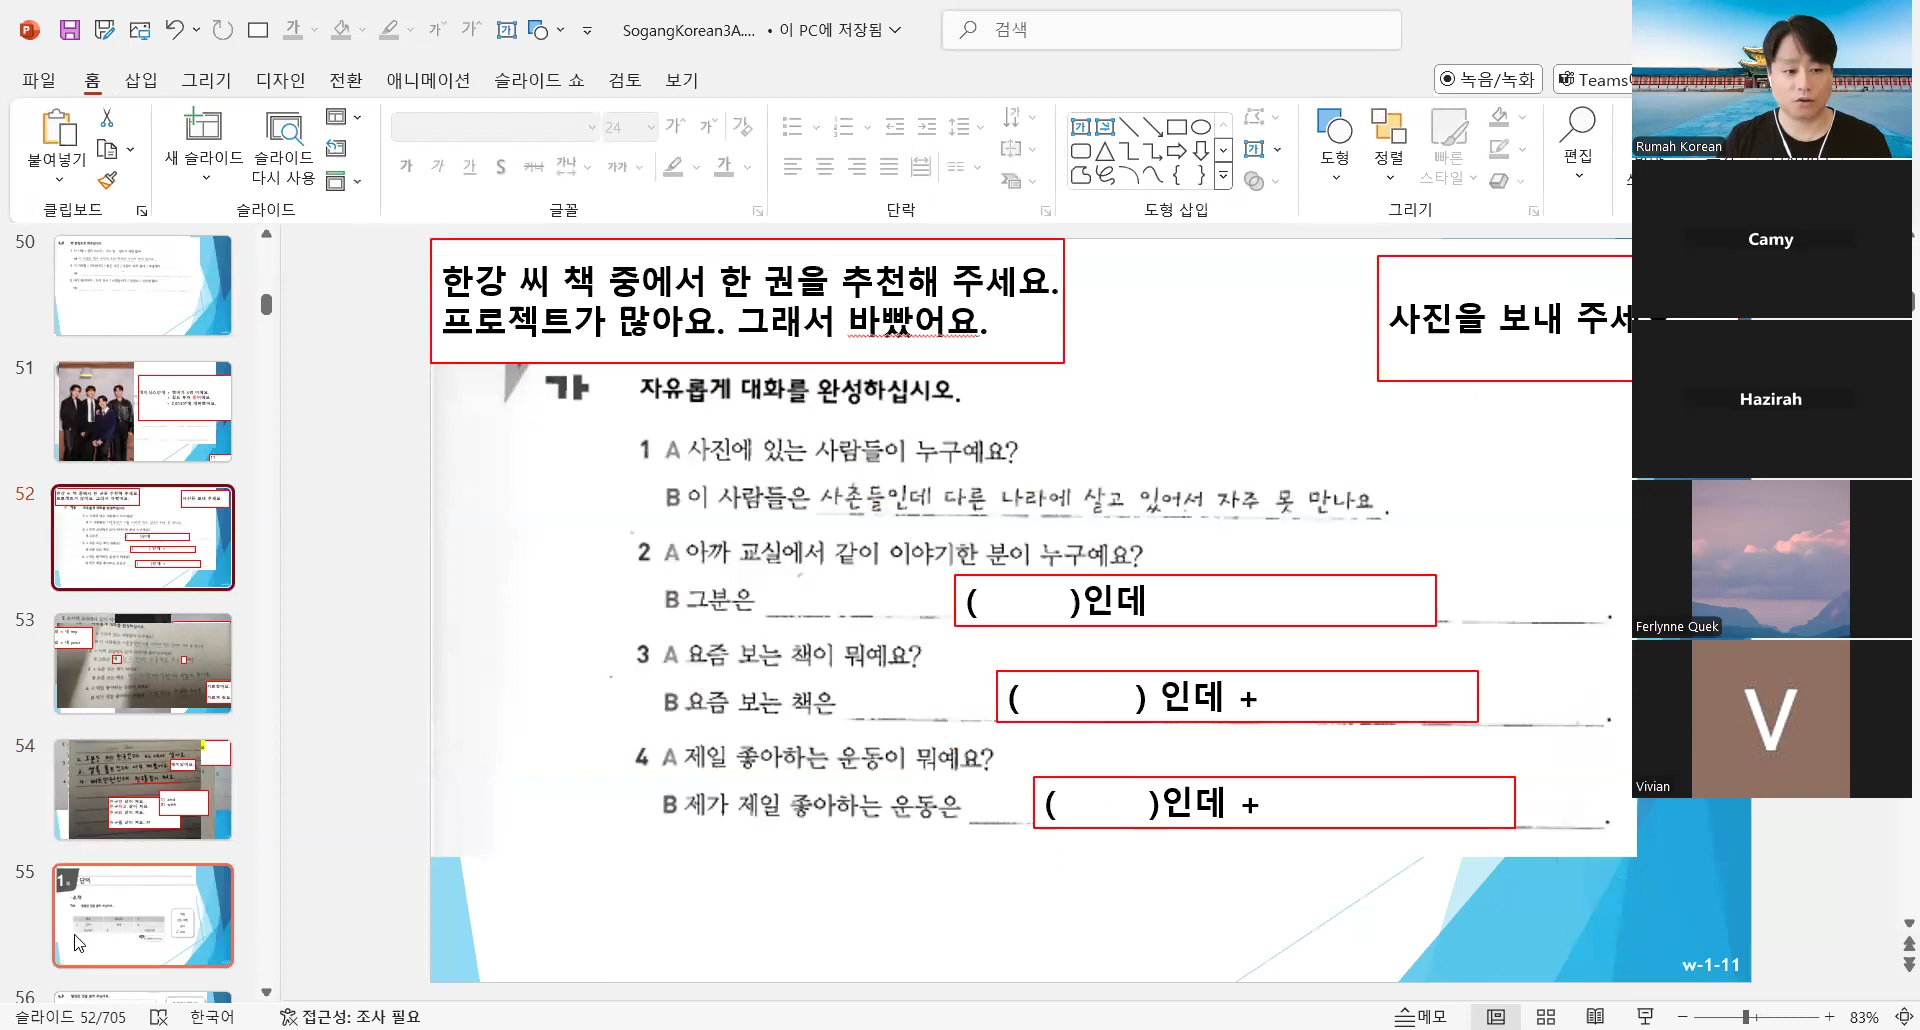 SogangKorean3A.... • 이 PC에 저장됨
검색
파일 홈 삽입 그리기 디자인 전환 애니메이션 슬라이드 쇼 검토 보기
녹음/녹화
Teams
붙여넣기
새 슬라이드
슬라이드 다시 사용
24
도형
정렬
빠른 스타일
편집
클립보드
슬라이드
글꼴
단락
도형 삽입
그리기
50
51
52
53
54
55
56
한강 씨 책 중에서 한 권을 추천해 주세요.
프로젝트가 많아요. 그래서 바빴어요.
사진을 보내 주세
가 자유롭게 대화를 완성하십시오.
1 A 사진에 있는 사람들이 누구예요?
B 이 사람들은 사촌들인데 다른 나라에 살고 있어서 자주 못 만나요.
2 A 아까 교실에서 같이 이야기한 분이 누구예요?
B 그분은 ( )인데 .
3 A 요즘 보는 책이 뭐예요?
B 요즘 보는 책은 ( ) 인데 + .
4 A 제일 좋아하는 운동이 뭐예요?
B 제가 제일 좋아하는 운동은 ( )인데 + .
w-1-11
Rumah Korean
Camy
Hazirah
Ferlynne Quek
V
Vivian
슬라이드 52/705
한국어
접근성: 조사 필요
메모
83%